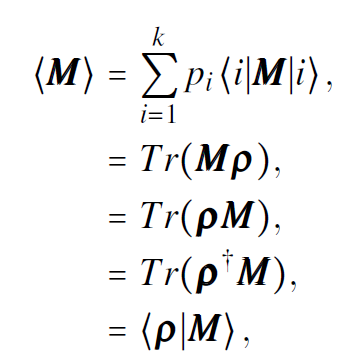 ⟨M⟩ = ∑_{i=1}^{k} p_i ⟨i|M|i⟩,
= Tr(Mρ),
= Tr(ρM),
= Tr(ρ†M),
= ⟨ρ|M⟩,